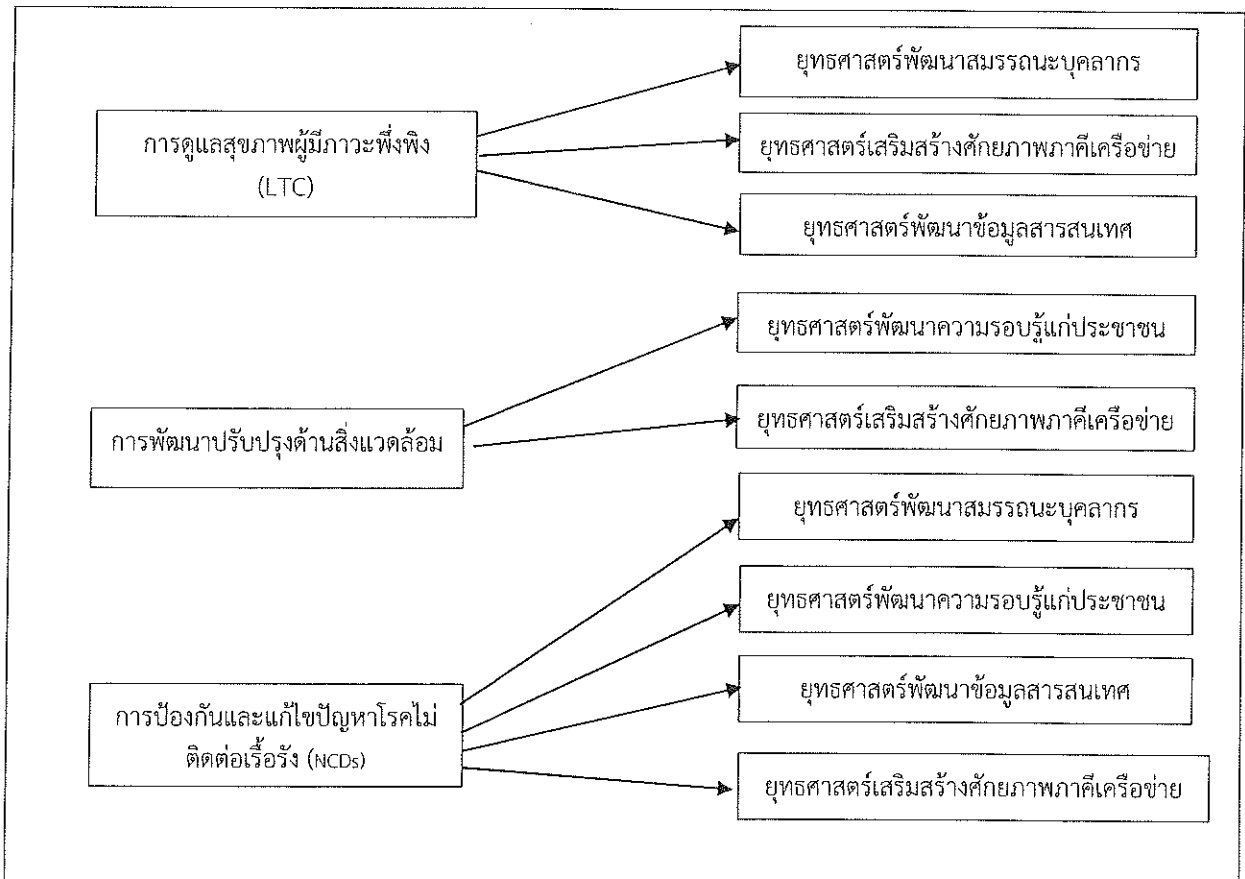 การดูแลสุขภาพผู้มีภาวะพึ่งพิง
(LTC)
ยุทธศาสตร์พัฒนาสมรรถนะบุคลากร
ยุทธศาสตร์เสริมสร้างศักยภาพภาคีเครือข่าย
ยุทธศาสตร์พัฒนาข้อมูลสารสนเทศ
การพัฒนาปรับปรุงด้านสิ่งแวดล้อม
ยุทธศาสตร์พัฒนาความรอบรู้แก่ประชาชน
ยุทธศาสตร์เสริมสร้างศักยภาพภาคีเครือข่าย
การป้องกันและแก้ไขปัญหาโรคไม่
ติดต่อเรื้อรัง (NCDs)
ยุทธศาสตร์พัฒนาสมรรถนะบุคลากร
ยุทธศาสตร์พัฒนาความรอบรู้แก่ประชาชน
ยุทธศาสตร์พัฒนาข้อมูลสารสนเทศ
ยุทธศาสตร์เสริมสร้างศักยภาพภาคีเครือข่าย